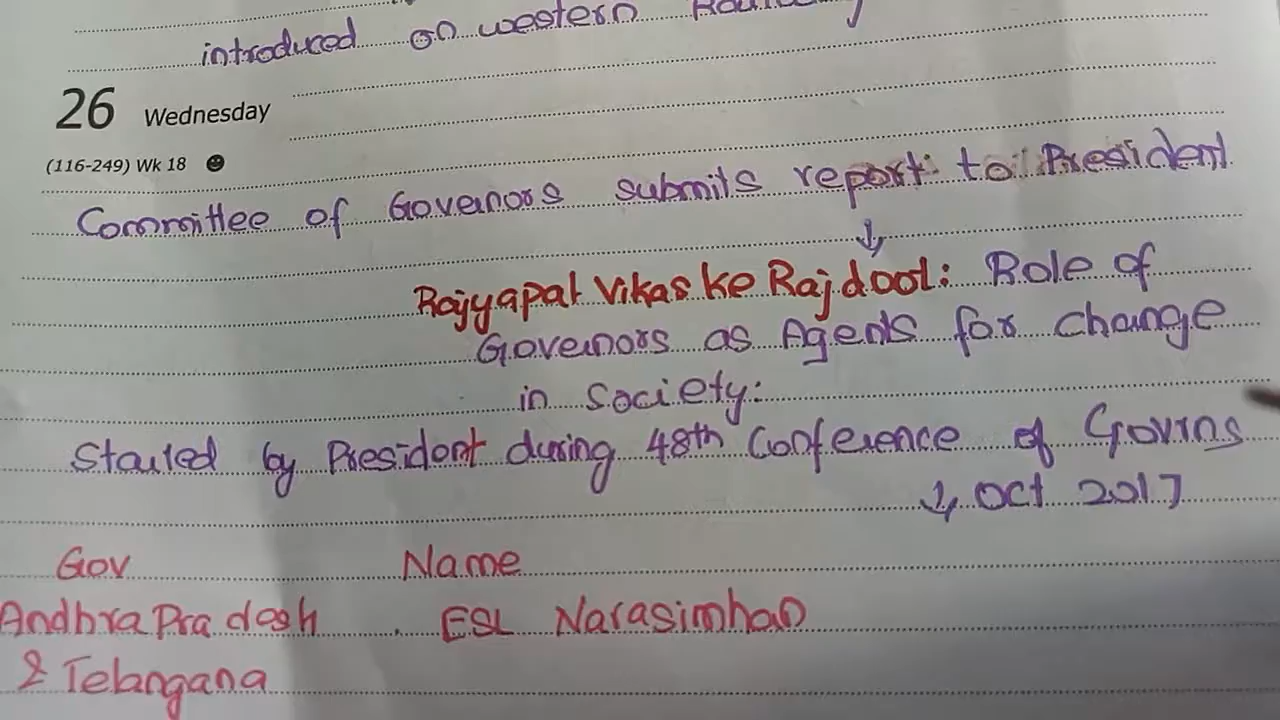 introduced on western
26 Wednesday
(116-249) Wk 18
Committee of Governors submits report to President
Rajyapal Vikas ke Rajdoot: Role of
Governors as Agents for change
in Society:
Started by President during 48th Conference of Govrns
Oct 2017
Gov Name
Andhra Pradesh ESL Narasimhan
& Telangana